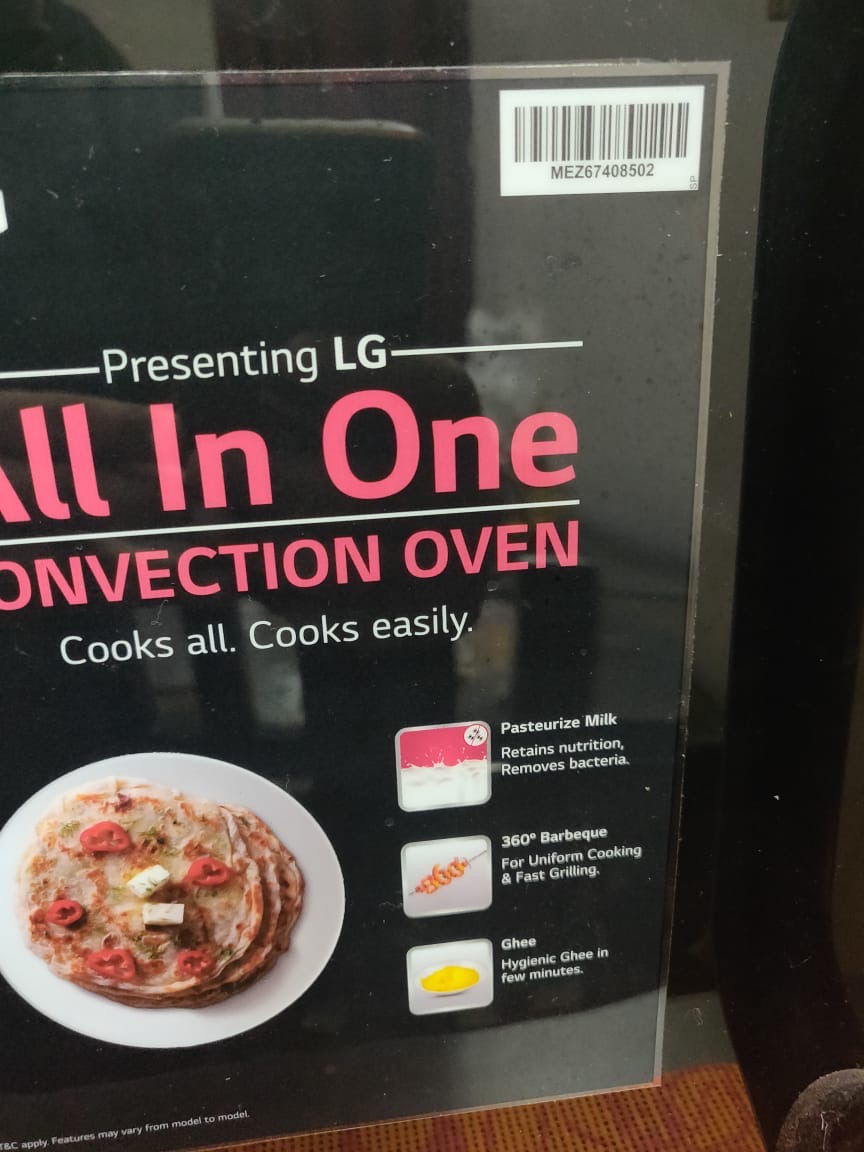 MEZ67408502
SP
Presenting LG
All In One
CONVECTION OVEN
Cooks all. Cooks easily.
Pasteurize Milk
Retains nutrition,
Removes bacteria.
360° Barbeque
For Uniform Cooking
& Fast Grilling.
Ghee
Hygienic Ghee in
few minutes.
T&C apply. Features may vary from model to model.